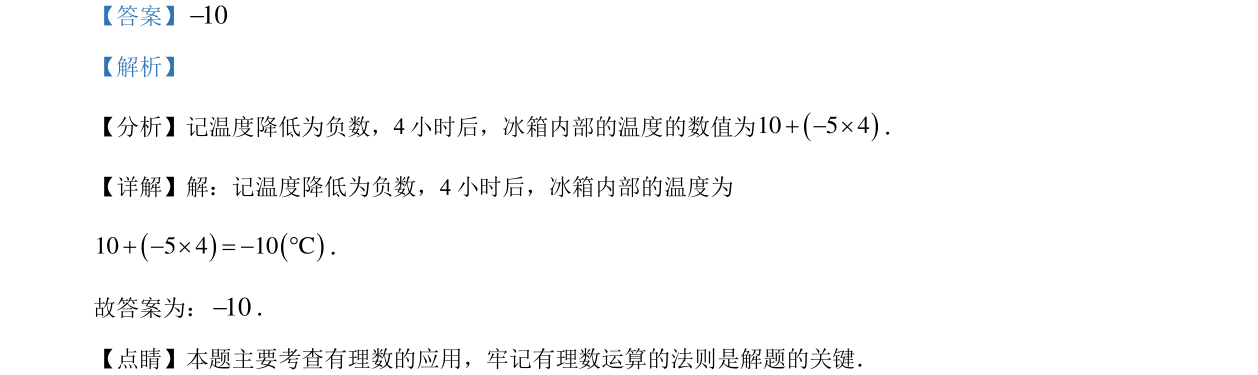 【答案】−10
【解析】
【分析】记温度降低为负数，4 小时后，冰箱内部的温度的数值为10+(−5×4)．
【详解】解：记温度降低为负数，4 小时后，冰箱内部的温度为
10+(−5×4)=−10(℃)．
故答案为：−10．
【点睛】本题主要考查有理数的应用，牢记有理数运算的法则是解题的关键．